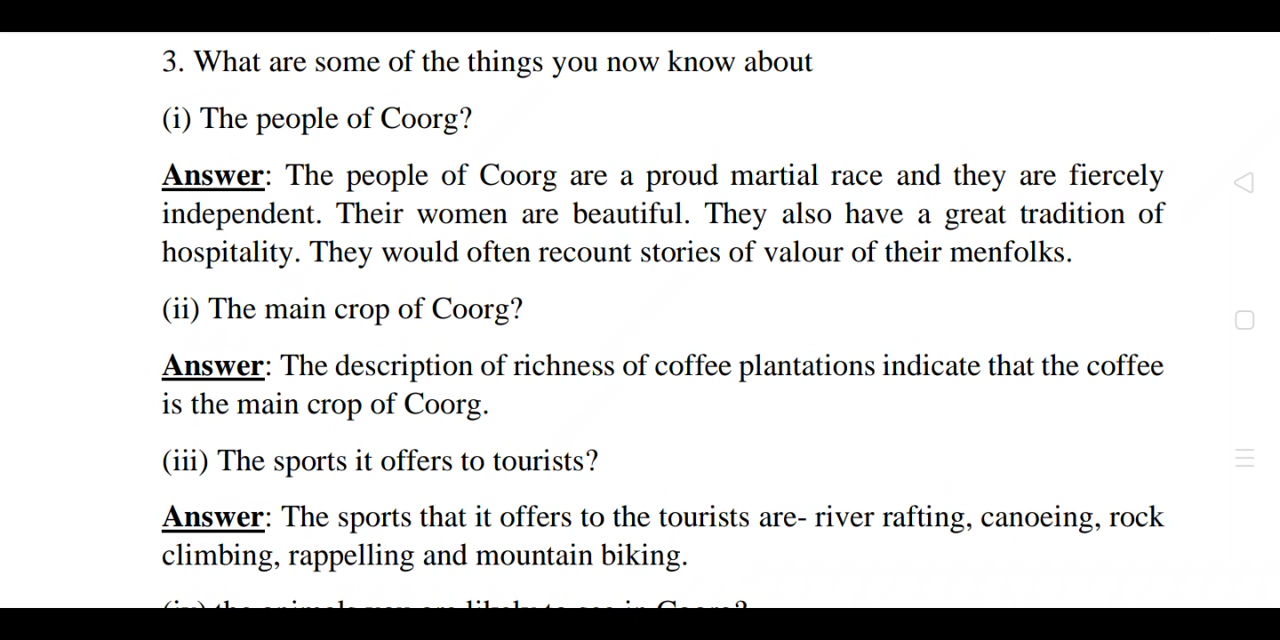 3. What are some of the things you now know about
(i) The people of Coorg?
Answer: The people of Coorg are a proud martial race and they are fiercely
independent. Their women are beautiful. They also have a great tradition of
hospitality. They would often recount stories of valour of their menfolks.
(ii) The main crop of Coorg?
Answer: The description of richness of coffee plantations indicate that the coffee
is the main crop of Coorg.
(iii) The sports it offers to tourists?
Answer: The sports that it offers to the tourists are- river rafting, canoeing, rock
climbing, rappelling and mountain biking.